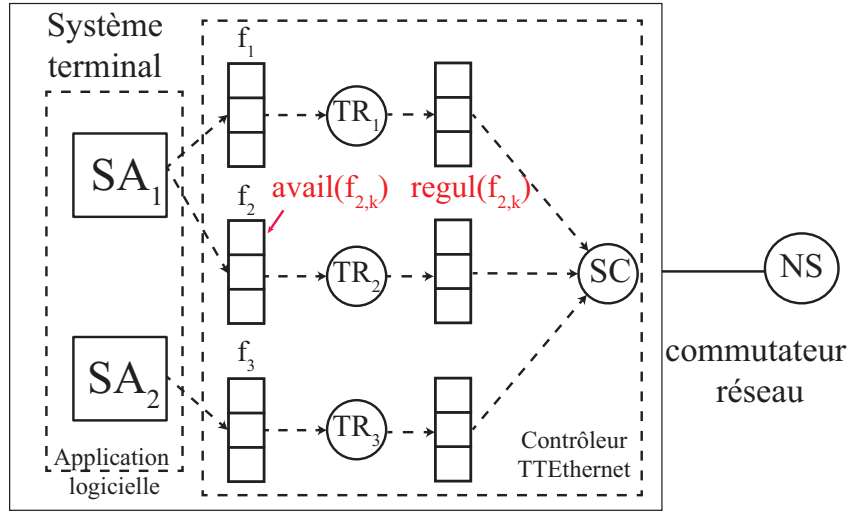 Système
terminal
f₁
TR₁
SA₁
avail(f₂,ₖ)
regul(f₂,ₖ)
f₂
TR₂
SC
NS
f₃
SA₂
TR₃
commutateur
réseau
Application
logicielle
Contrôleur
TTEthernet